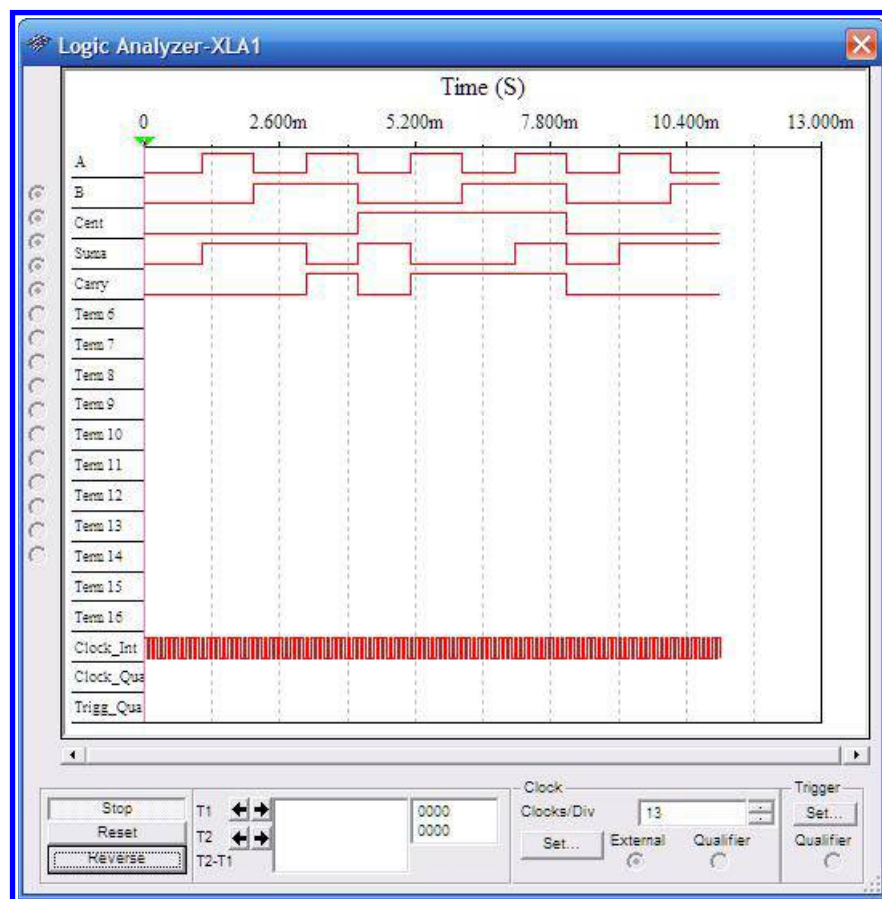 Logic Analyzer-XLA1
Time (S)
0 2.600m 5.200m 7.800m 10.400m 13.000m
A
B
Cent
Suma
Carry
Term 6
Term 7
Term 8
Term 9
Term 10
Term 11
Term 12
Term 13
Term 14
Term 15
Term 16
Clock_Int
Clock_Qua
Trigg_Qua
Stop
Reset
Reverse
T1
T2
T2-T1
0000
0000
Clock
Clocks/Div 13
Set... External Qualifier
Trigger
Set...
Qualifier